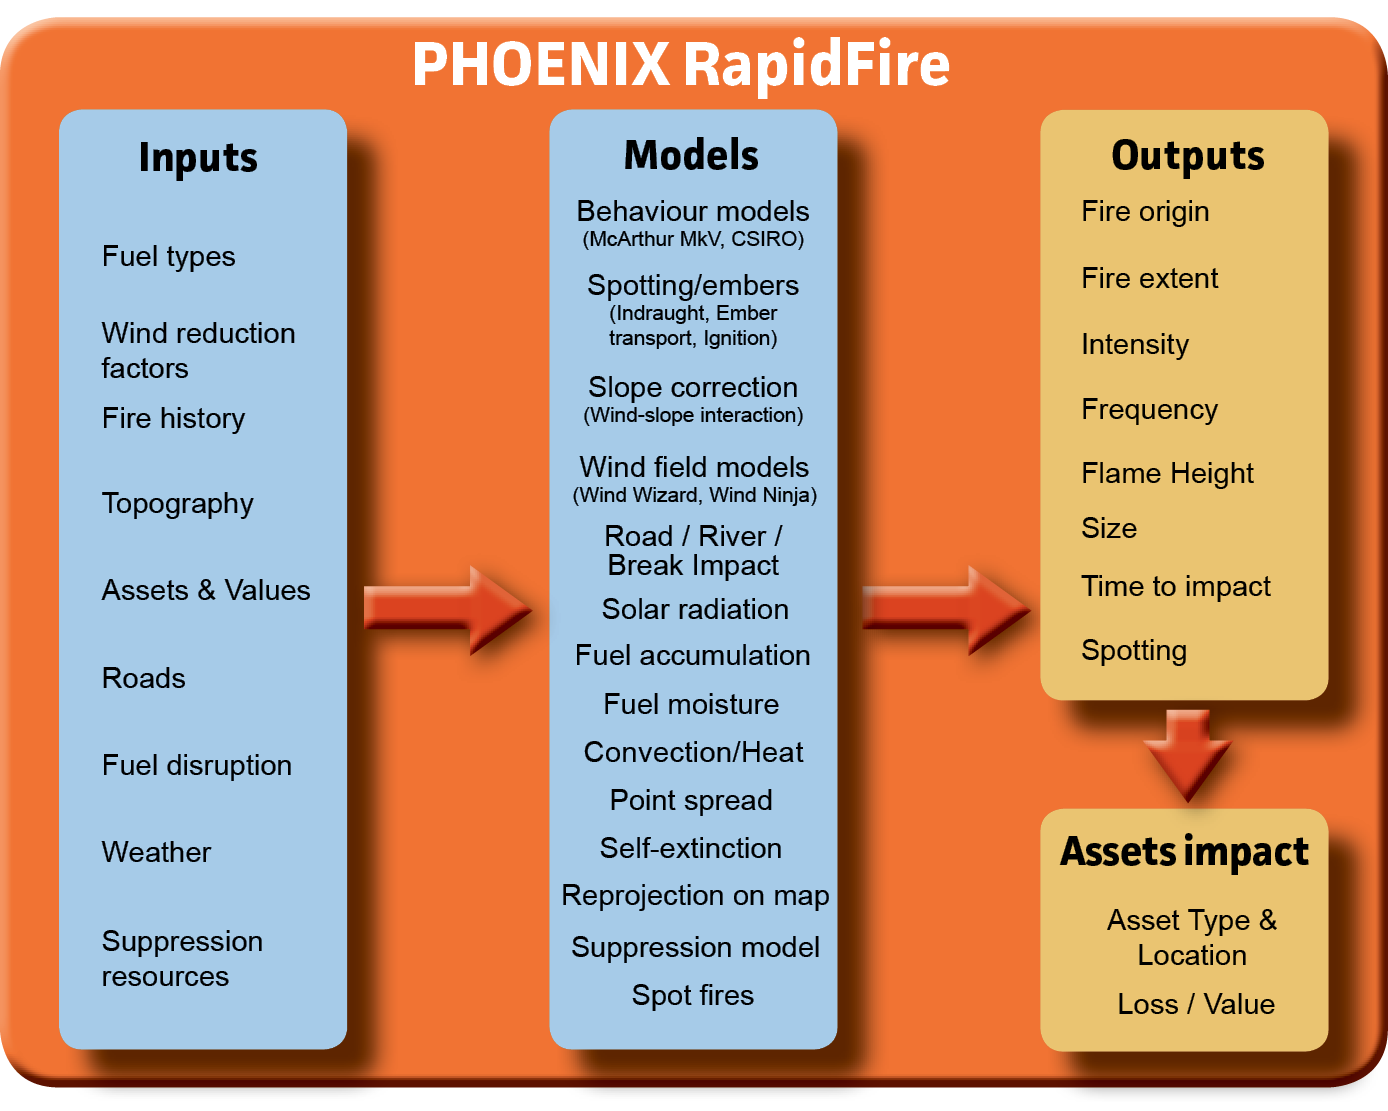 PHOENIX RapidFire
Inputs
Fuel types
Wind reduction
factors
Fire history
Topography
Assets & Values
Roads
Fuel disruption
Weather
Suppression
resources
Models
Behaviour models
(McArthur MkV, CSIRO)
Spotting/embers
(Indraught, Ember
transport, Ignition)
Slope correction
(Wind-slope interaction)
Wind field models
(Wind Wizard, Wind Ninja)
Road / River /
Break Impact
Solar radiation
Fuel accumulation
Fuel moisture
Convection/Heat
Point spread
Self-extinction
Reprojection on map
Suppression model
Spot fires
Outputs
Fire origin
Fire extent
Intensity
Frequency
Flame Height
Size
Time to impact
Spotting
Assets impact
Asset Type &
Location
Loss / Value